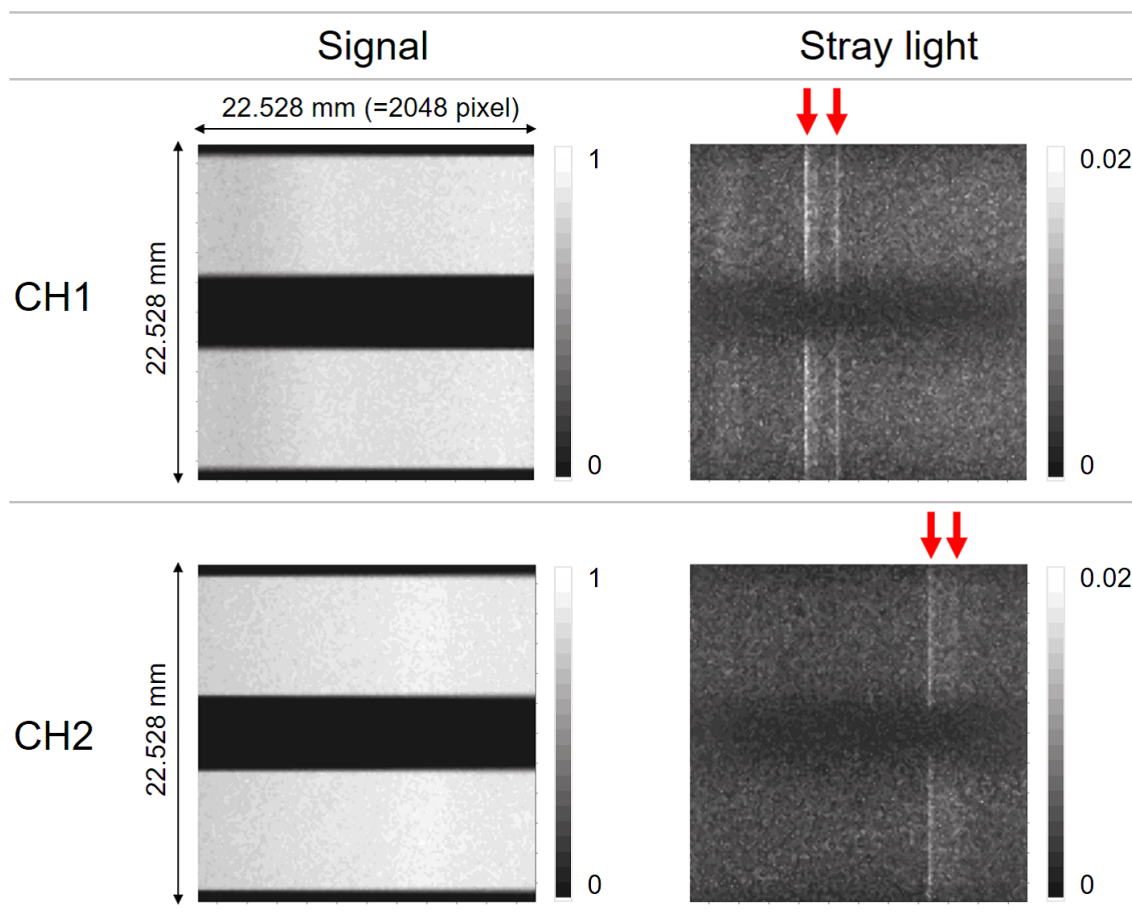 Signal
Stray light
CH1
22.528 mm (=2048 pixel)
22.528 mm
1
0
0.02
0
CH2
22.528 mm
1
0
0.02
0